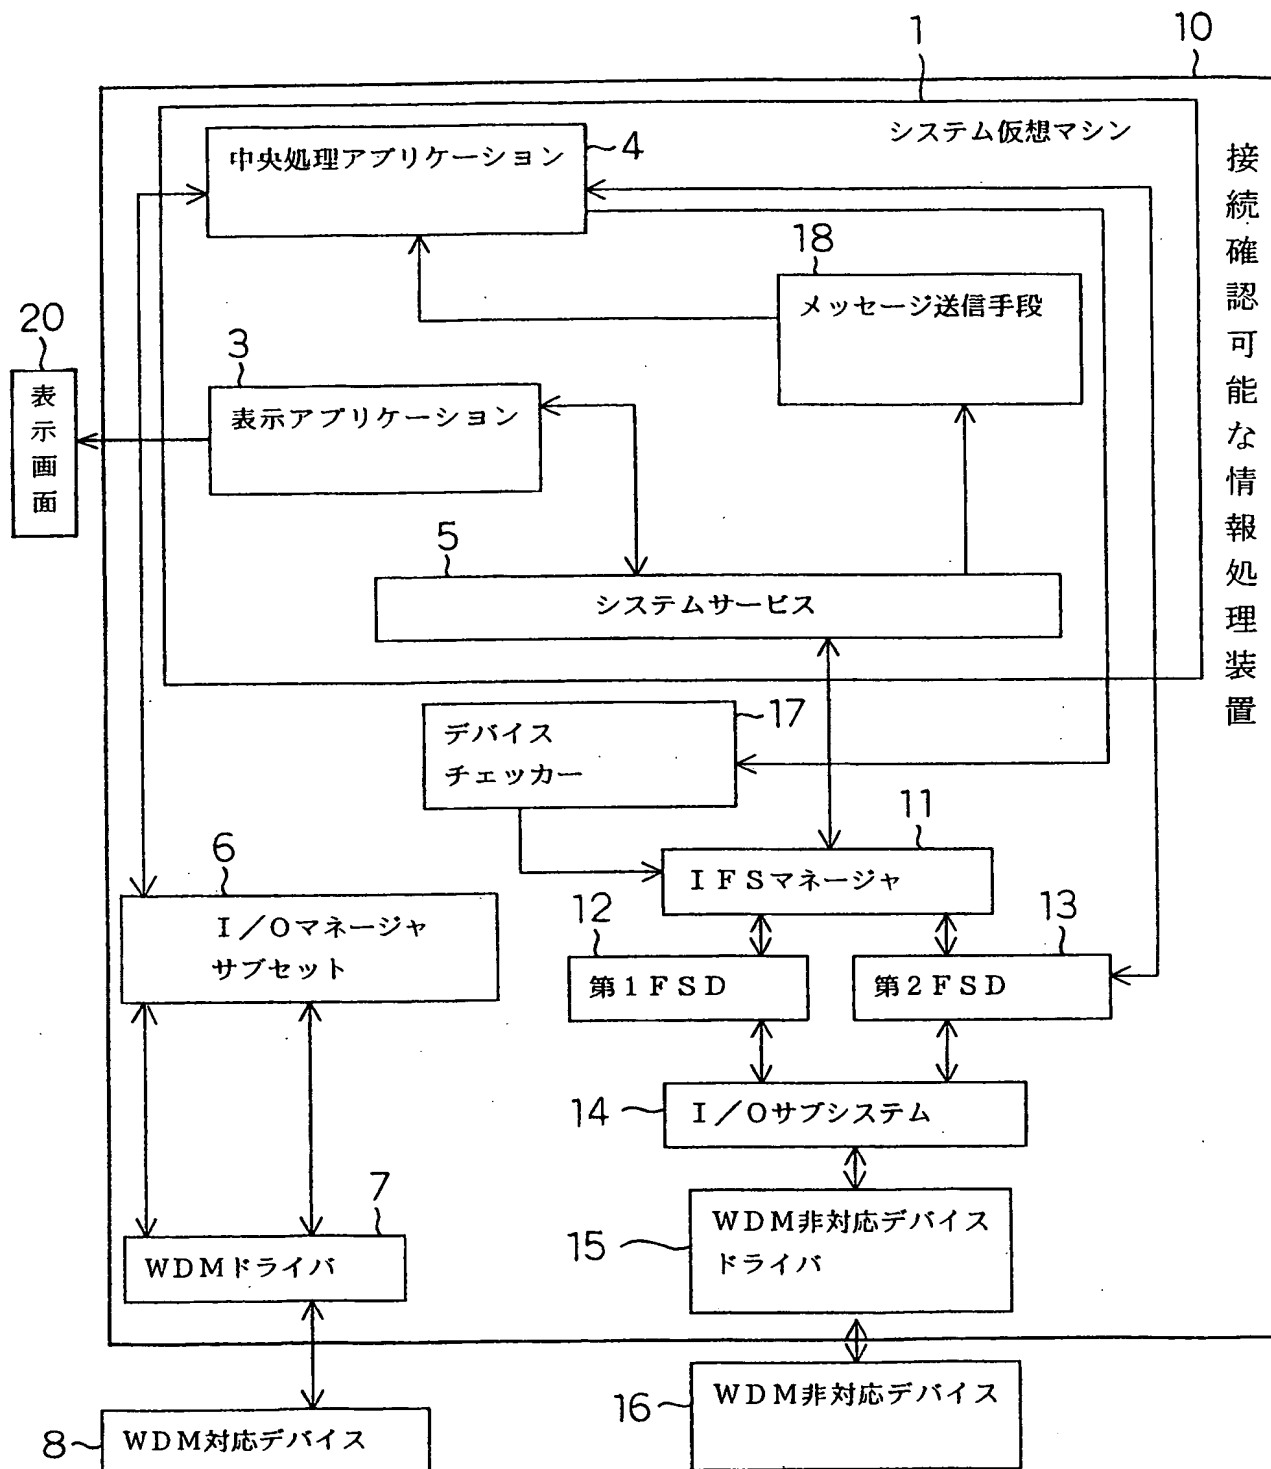 1
10
システム仮想マシン
中央処理アプリケーション
4
接続確認可能な情報処理装置
18
メッセージ送信手段
20
表示画面
3
表示アプリケーション
5
システムサービス
デバイス
チェッカー
17
11
IFSマネージャ
6
I/Oマネージャ
サブセット
12
第1FSD
13
第2FSD
14
I/Oサブシステム
7
WDMドライバ
15
WDM非対応デバイス
ドライバ
16
WDM非対応デバイス
8
WDM対応デバイス